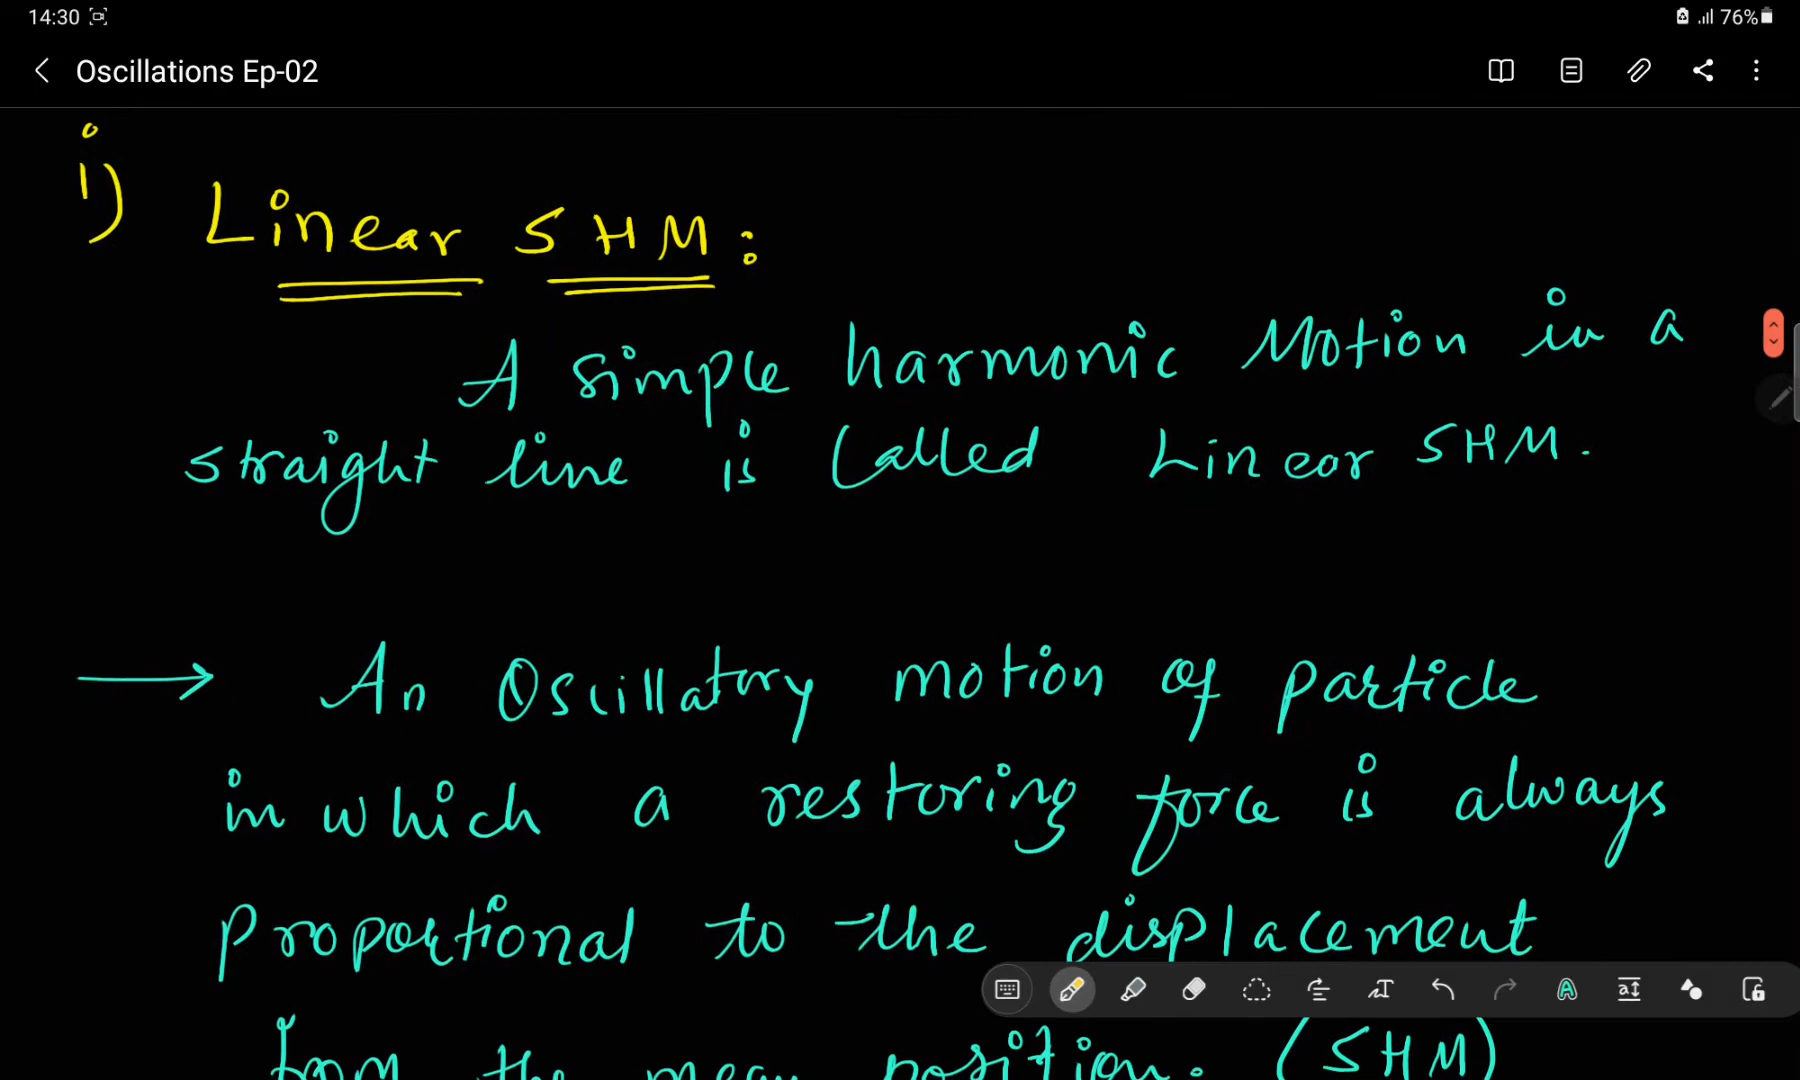 14:30
76%
Oscillations Ep-02
i) Linear SHM:
A simple harmonic Motion in a
straight line is Called Linear SHM.
→ An Oscillatory motion of particle
in which a restoring force is always
proportional to the displacement
from the mean position. (SHM)